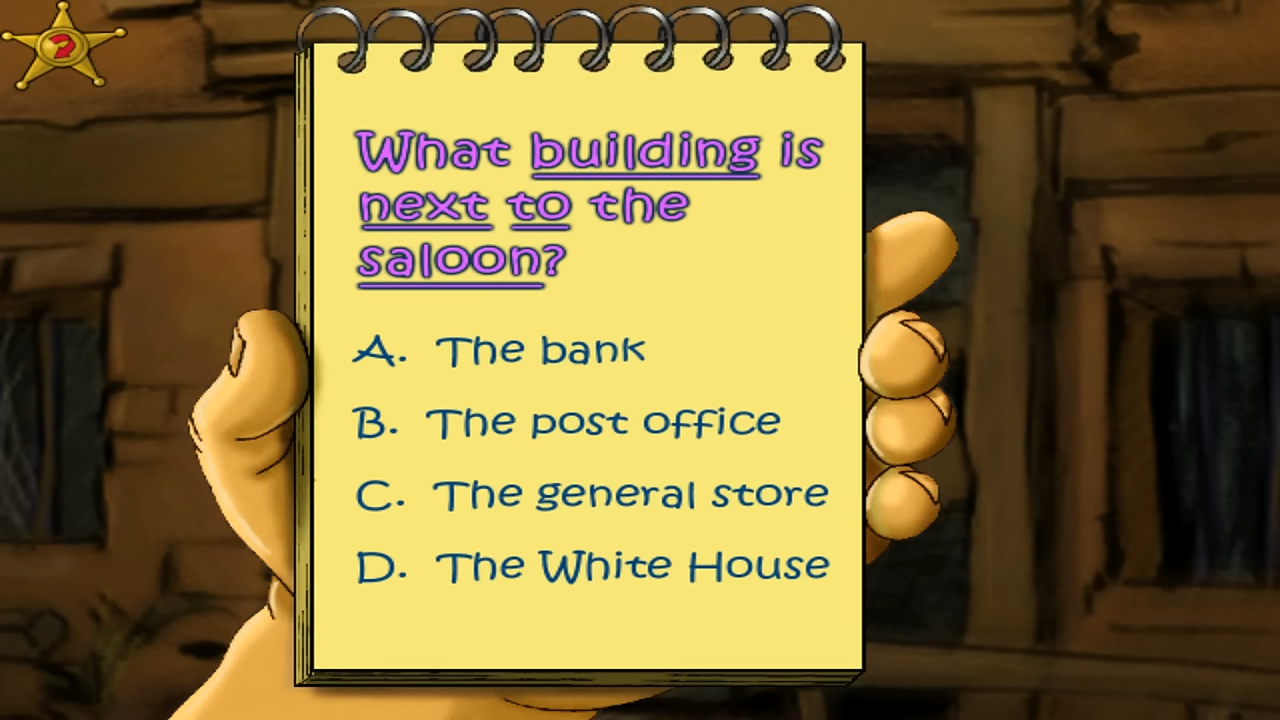 ?
What building is
next to the
saloon?
A. The bank
B. The post office
C. The general store
D. The White House